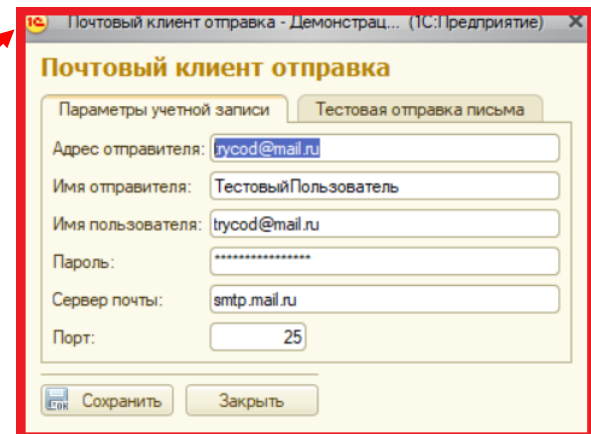 Почтовый клиент отправка - Демонстрац... (1С:Предприятие)
Почтовый клиент отправка
Параметры учетной записи Тестовая отправка письма
Адрес отправителя: trycod@mail.ru
Имя отправителя: ТестовыйПользователь
Имя пользователя: trycod@mail.ru
Пароль: ****************
Сервер почты: smtp.mail.ru
Порт: 25
Сохранить Закрыть